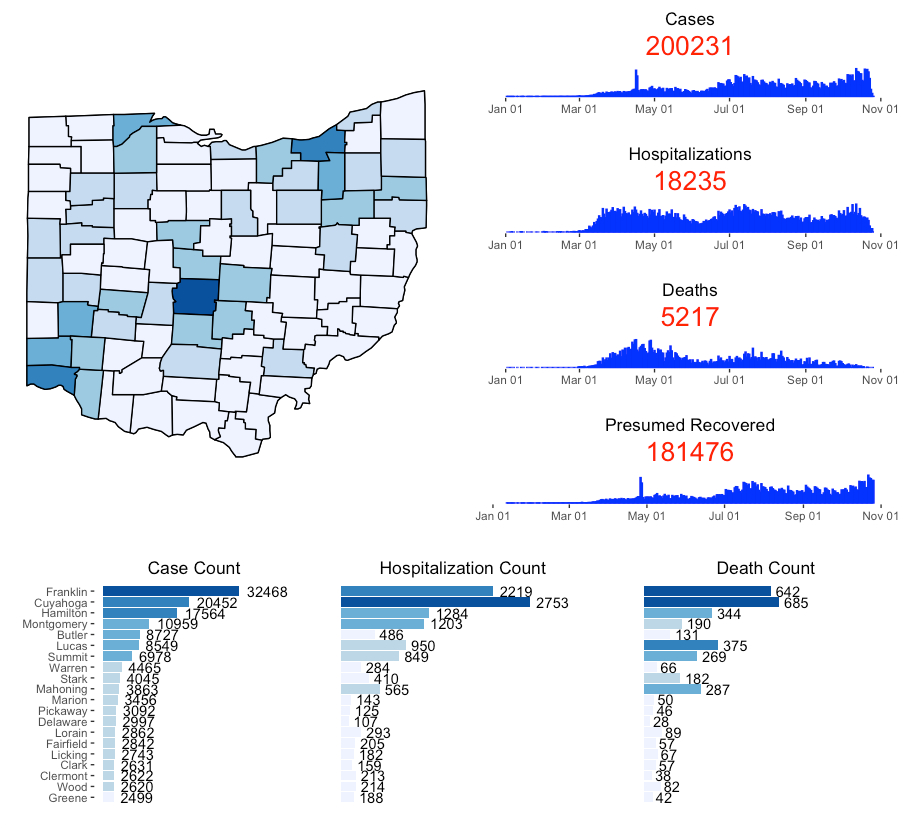 Cases
200231
Jan 01 Mar 01 May 01 Jul 01 Sep 01 Nov 01
Hospitalizations
18235
Jan 01 Mar 01 May 01 Jul 01 Sep 01 Nov 01
Deaths
5217
Jan 01 Mar 01 May 01 Jul 01 Sep 01 Nov 01
Presumed Recovered
181476
Jan 01 Mar 01 May 01 Jul 01 Sep 01 Nov 01
Case Count Hospitalization Count Death Count
Franklin 32468 2219 642
Cuyahoga 20452 2753 685
Hamilton 17564 1284 344
Montgomery 10959 1203 190
Butler 8727 486 131
Lucas 8549 950 375
Summit 6978 849 269
Warren 4465 284 66
Stark 4045 410 182
Mahoning 3863 565 287
Marion 3456 143 50
Pickaway 3092 125 46
Delaware 2997 107 28
Lorain 2862 293 89
Fairfield 2842 205 57
Licking 2743 182 67
Clark 2631 159 57
Clermont 2622 213 38
Wood 2620 214 82
Greene 2499 188 42